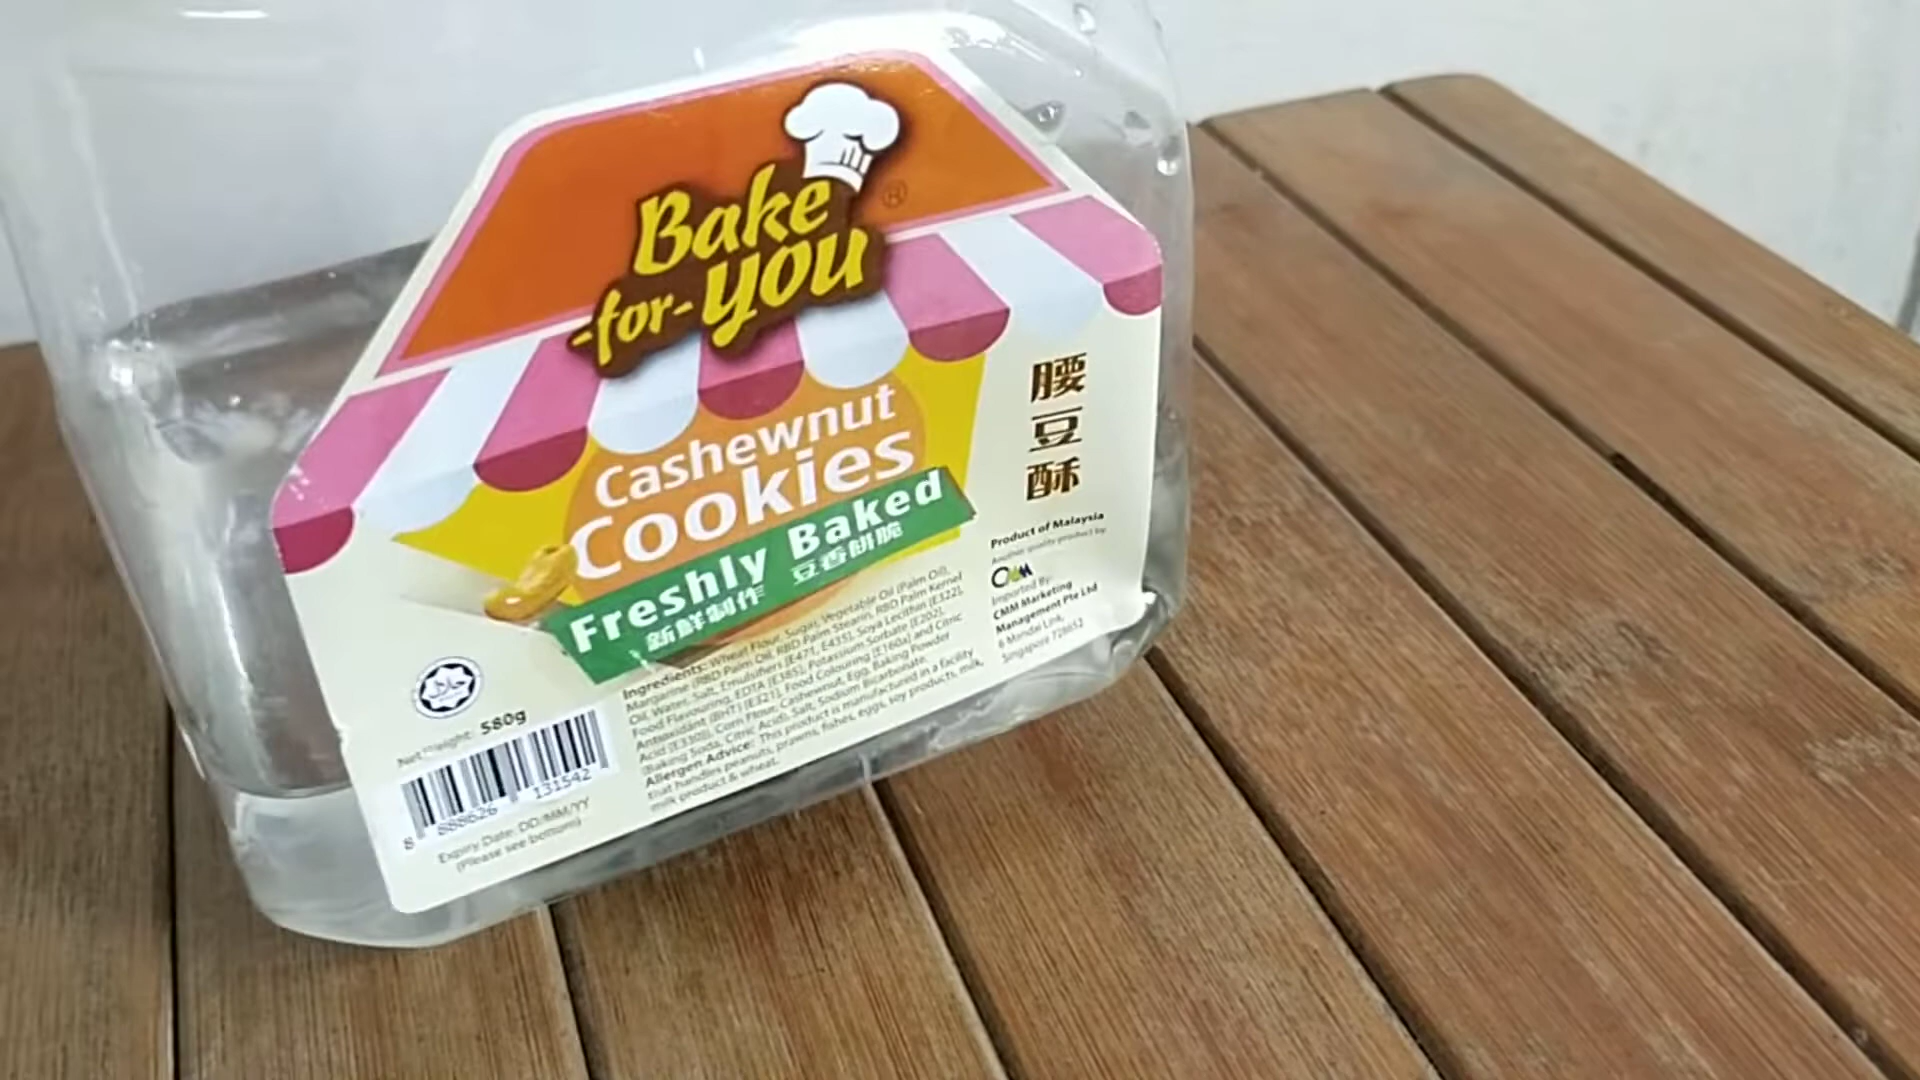 Bake
-for-you
®
Cashewnut
Cookies
Freshly Baked
新鮮制作 豆香餅脆
腰豆酥
Product of Malaysia
Another quality product by:
CMM
Imported By:
CMM Marketing
Management Pte Ltd
6 Mandai Link,
Singapore 728652
Ingredients: Wheat Flour, Sugar, Vegetable Oil (Palm Oil),
Margarine (RBD Palm Oil, RBD Palm Stearin, RBD Palm Kernel
Oil, Water, Salt, Emulsifiers (E471, E435), Soya Lecithin (E322),
Food Flavouring, EDTA (E385), Potassium Sorbate (E202),
Antioxidant (BHT) (E321), Food Colouring (E160a) and Citric
Acid (E330)), Corn Flour, Cashewnut, Egg, Baking Powder
(Baking Soda, Citric Acid), Salt, Sodium Bicarbonate.
Allergen Advice: This product is manufactured in a facility
that handles peanuts, prawns, fishes, eggs, soy products, milk,
milk product & wheat.
حلال
Net Weight: 580g
8 888626 131542
Expiry Date: DD/MM/YY
(Please see bottom)